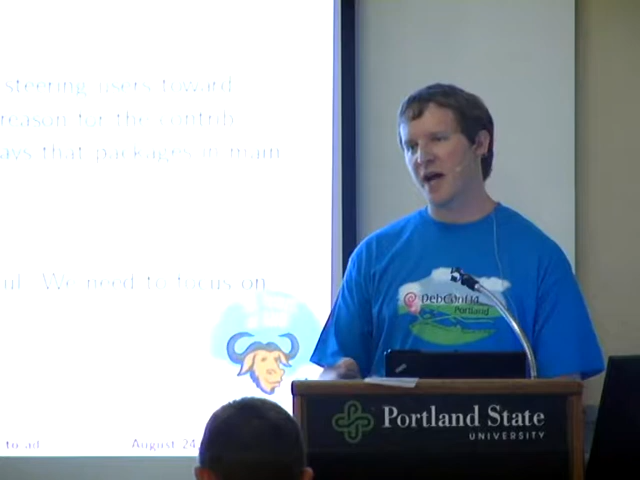 steering users toward
reason for the contrib
ays that packages in main
ul. We need to focus on
August 24,
DebConf14
Portland
Portland State
UNIVERSITY